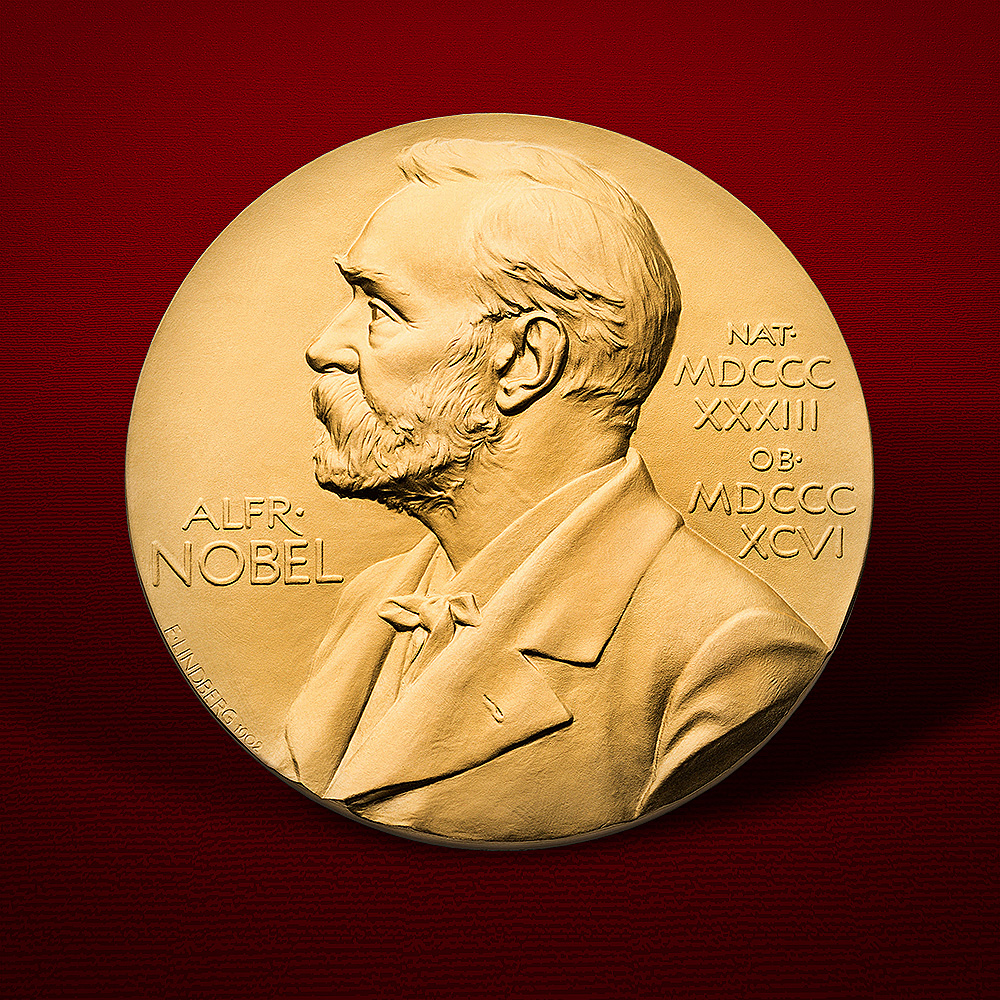 ALFR·
NOBEL
NAT·
MDCCC
XXXIII
OB·
MDCCC
XCVI
E·LINDBERG 1902